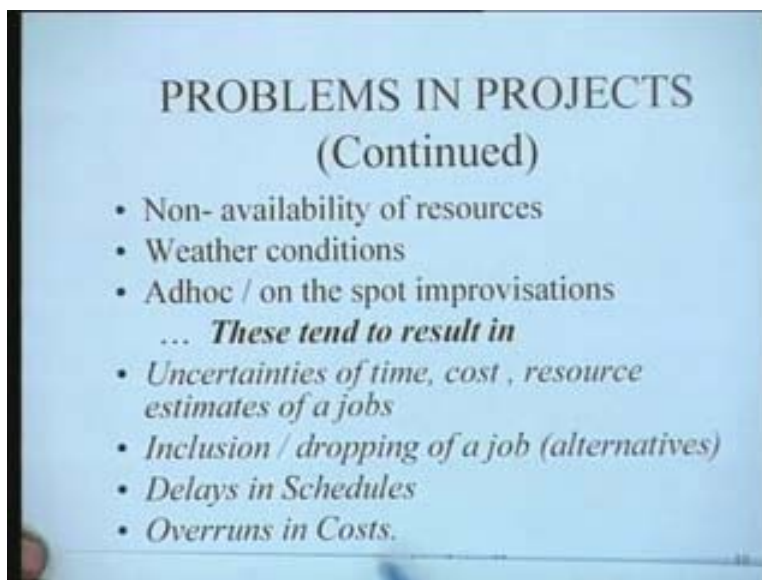 PROBLEMS IN PROJECTS
(Continued)
• Non- availability of resources
• Weather conditions
• Adhoc / on the spot improvisations
... These tend to result in
• Uncertainties of time, cost , resource
estimates of a jobs
• Inclusion / dropping of a job (alternatives)
• Delays in Schedules
• Overruns in Costs.